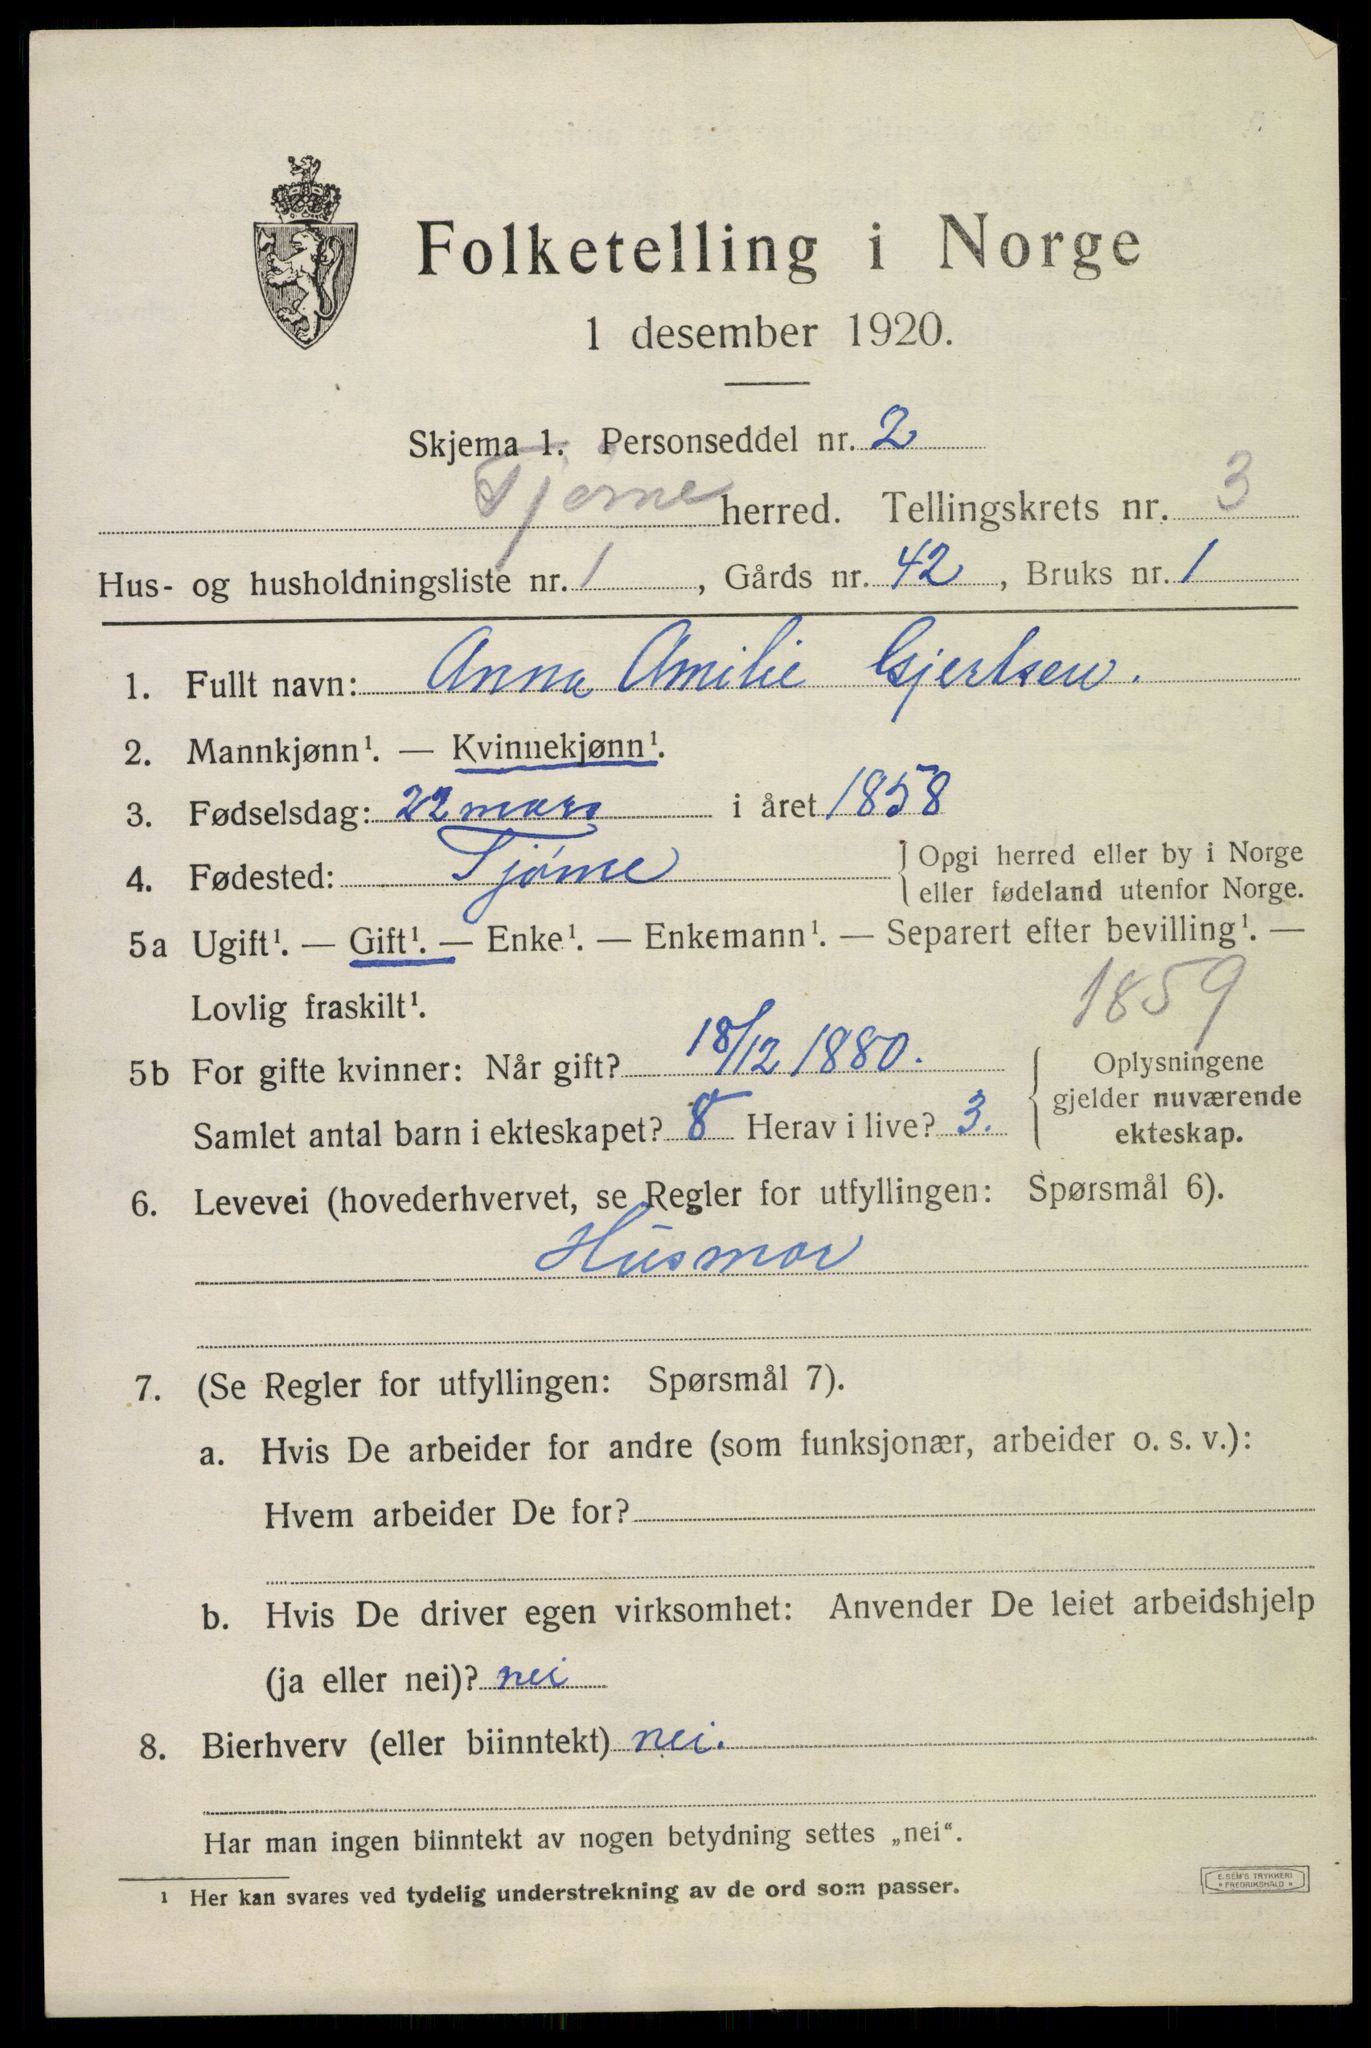 Folketelling i Norge
1 desember 1920.
Skjema 1. Personseddel nr. 2
Tjøme herred. Tellingskrets nr. 3
Hus- og husholdningsliste nr. 1, Gårds nr. 42, Bruks nr. 1
1. Fullt navn: Anna Amilie Gjertsen.
2. Mannkjønn¹. — Kvinnekjønn¹.
3. Fødselsdag: 22 mars i året 1858
4. Fødested: Tjøme } Opgi herred eller by i Norge
eller fødeland utenfor Norge.
5a Ugift¹. — Gift¹. — Enke¹. — Enkemann¹. — Separert efter bevilling¹. —
Lovlig fraskilt¹. 1859
5b For gifte kvinner: Når gift? 18/12 1880. { Oplysningene
gjelder nuværende
ekteskap.
Samlet antal barn i ekteskapet? 8 Herav i live? 3.
6. Levevei (hovederhvervet, se Regler for utfyllingen: Spørsmål 6).
Husmor
7. (Se Regler for utfyllingen: Spørsmål 7).
a. Hvis De arbeider for andre (som funksjonær, arbeider o. s. v.):
Hvem arbeider De for?
b. Hvis De driver egen virksomhet: Anvender De leiet arbeidshjelp
(ja eller nei)? nei
8. Bierhverv (eller biinntekt) nei.
Har man ingen biinntekt av nogen betydning settes „nei“.
¹ Her kan svares ved tydelig understrekning av de ord som passer.
E. SEM'S TRYKKERI
* FREDRIKSHALD *